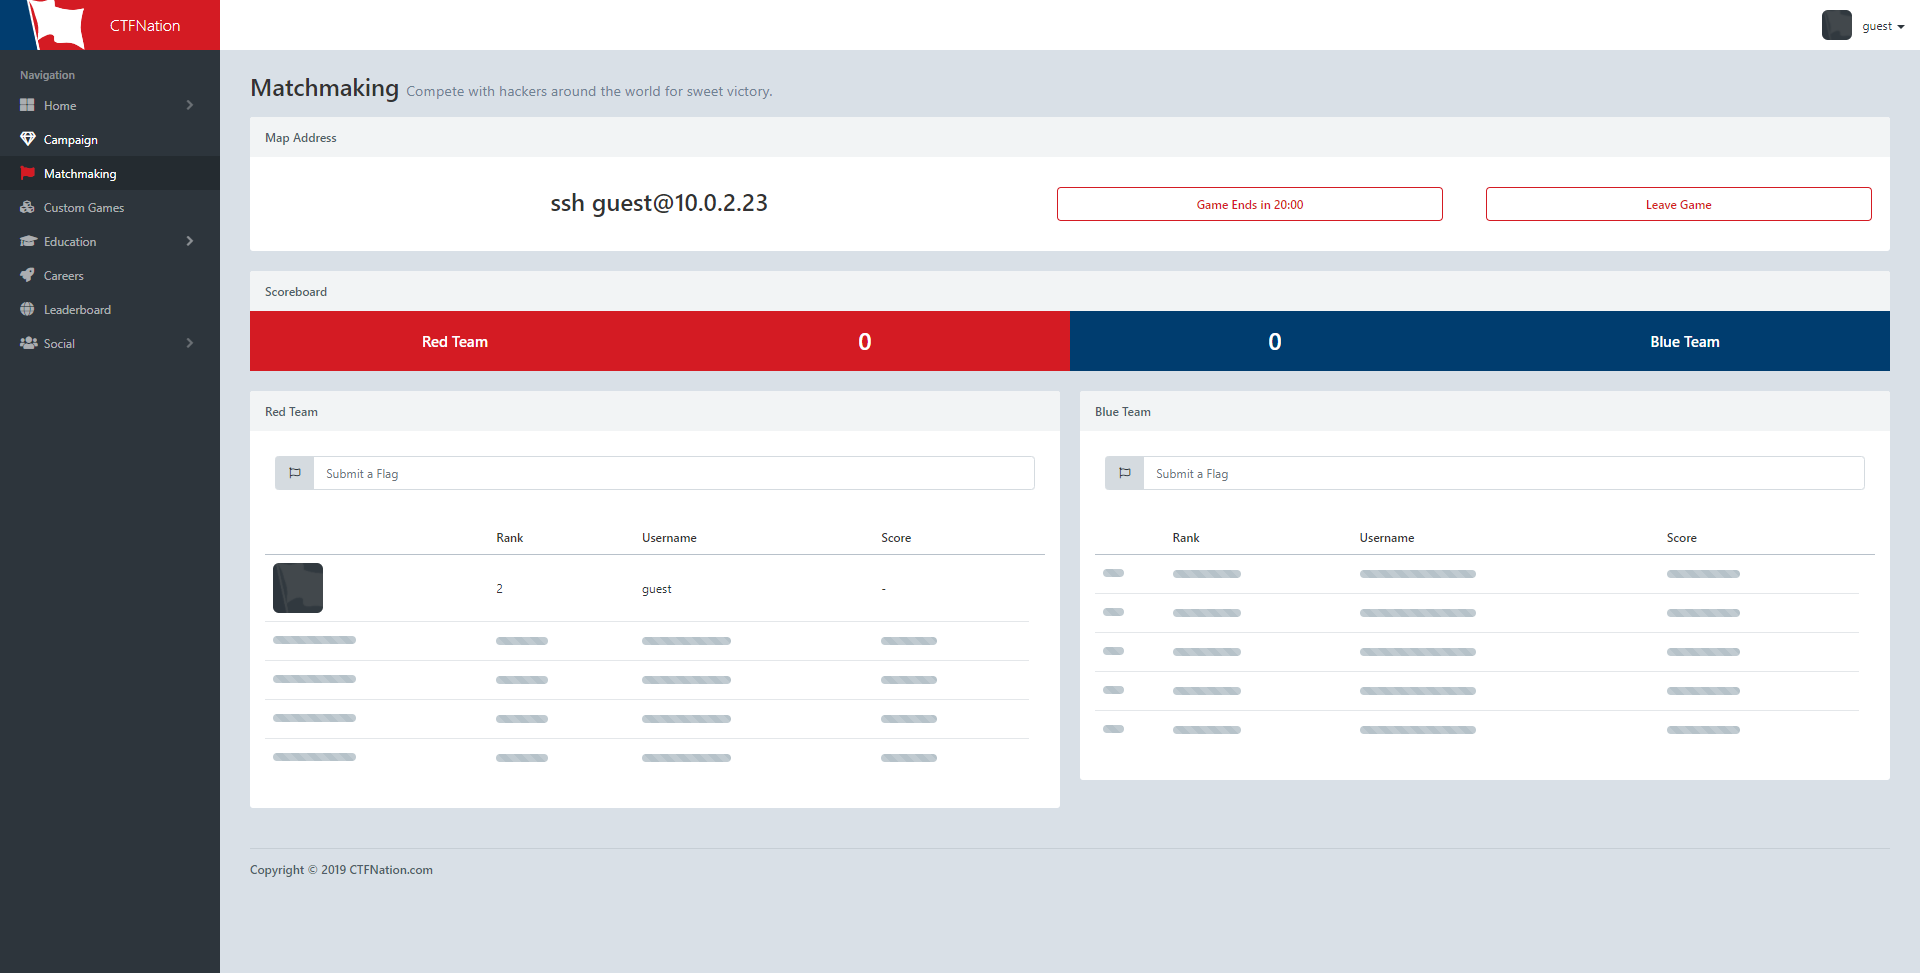 CTFNation
guest
Navigation
Home
Campaign
Matchmaking
Custom Games
Education
Careers
Leaderboard
Social
Matchmaking Compete with hackers around the world for sweet victory.
Map Address
ssh guest@10.0.2.23
Game Ends in 20:00
Leave Game
Scoreboard
Red Team 0 0 Blue Team
Red Team
Submit a Flag
Rank Username Score
2 guest -
Blue Team
Submit a Flag
Rank Username Score
Copyright © 2019 CTFNation.com